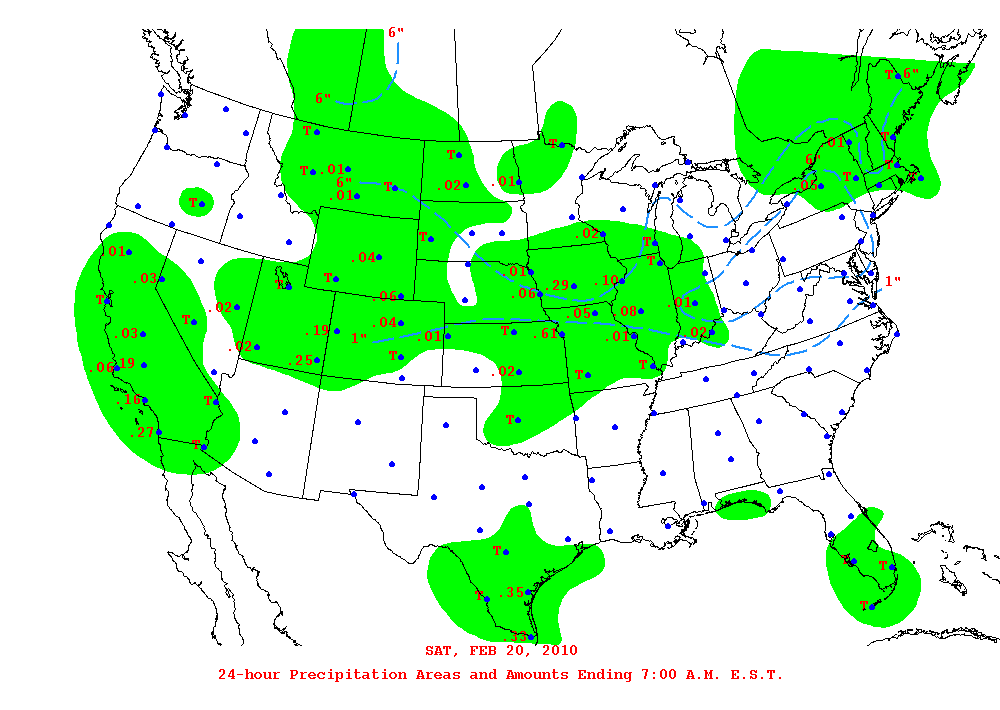 6"
6"
T 6"
T
T
T
.01
T
T
T .01
6"
T
.02
.01
6"
T
T
.05
T
.01
T
.02
T
T
.01
.04
T
.03
T
.01
.29
.10
1"
T
.02
.06
.06
.01
.03
T
.19
.04
.01
T
.61
.05
.08
.01
.02
1"
.02
.25
T
.06
.19
.02
T
T
.16
T
T
.27
T
T
T
T
.35
T
T
.33
SAT, FEB 20, 2010
24-hour Precipitation Areas and Amounts Ending 7:00 A.M. E.S.T.